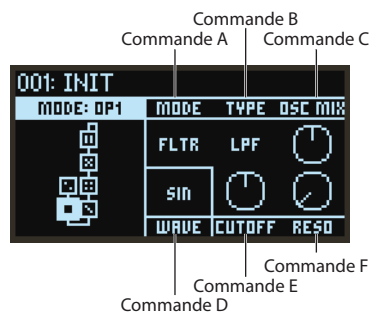 Commande B
Commande A Commande C
001: INIT
MODE: OP1 MODE TYPE OSC MIX
FLTR LPF
SIN
WAVE CUTOFF RESO
Commande F
Commande E
Commande D